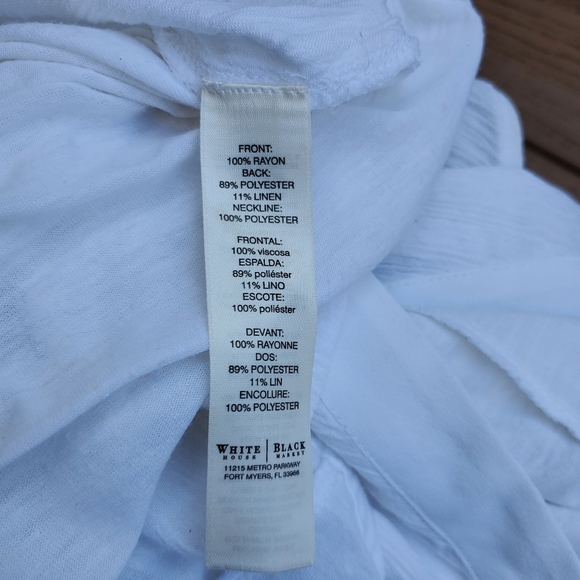 FRONT:
100% RAYON
BACK:
89% POLYESTER
11% LINEN
NECKLINE:
100% POLYESTER
FRONTAL:
100% viscosa
ESPALDA:
89% poliéster
11% LINO
ESCOTE:
100% poliéster
DEVANT:
100% RAYONNE
DOS:
89% POLYESTER
11% LIN
ENCOLURE:
100% POLYESTER
WHITE | BLACK
HOUSE | MARKET
11215 METRO PARKWAY
FORT MYERS, FL 33966